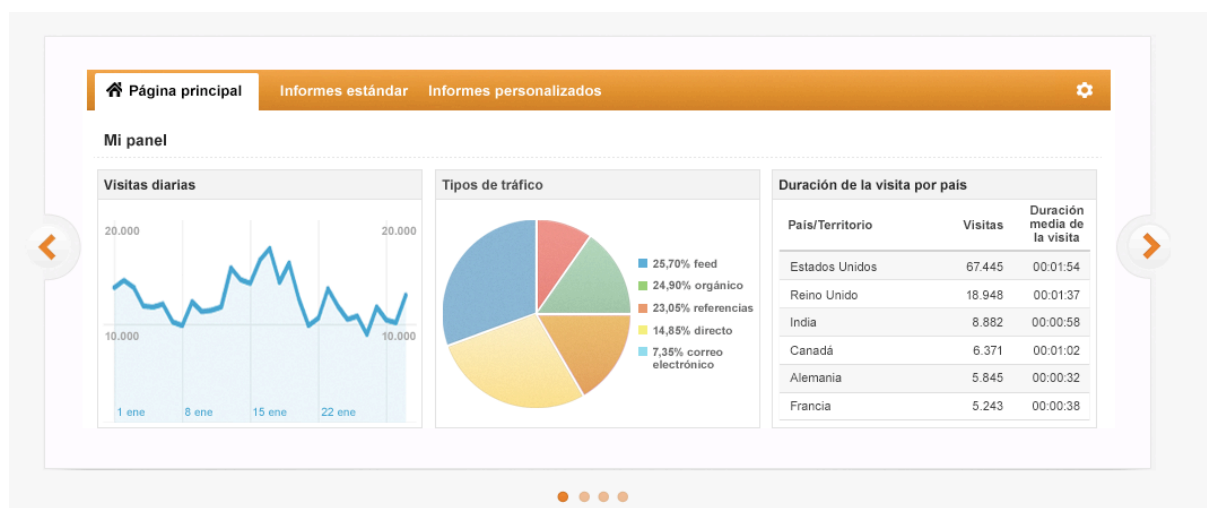 Página principal Informes estándar Informes personalizados
Mi panel
Visitas diarias
20.000 20.000
10.000 10.000
1 ene 8 ene 15 ene 22 ene
Tipos de tráfico
25,70% feed
24,90% orgánico
23,05% referencias
14,85% directo
7,35% correo
electrónico
Duración de la visita por país
País/Territorio Visitas Duración
media de
la visita
Estados Unidos 67.445 00:01:54
Reino Unido 18.948 00:01:37
India 8.882 00:00:58
Canadá 6.371 00:01:02
Alemania 5.845 00:00:32
Francia 5.243 00:00:38